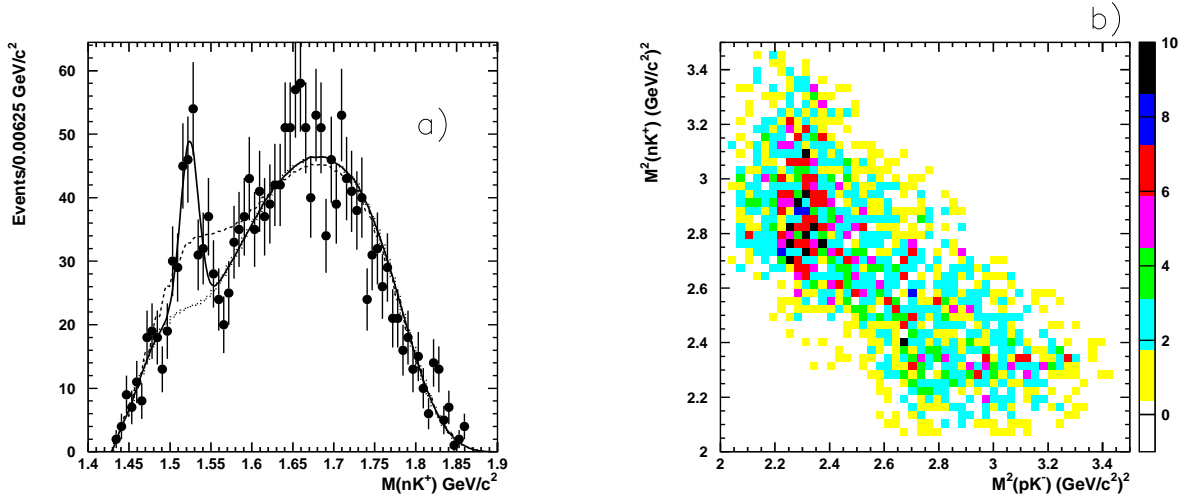 a)
Events/0.00625 GeV/c²
60
50
40
30
20
10
0
1.4 1.45 1.5 1.55 1.6 1.65 1.7 1.75 1.8 1.85 1.9
M(nK⁺) GeV/c²
b)
M²(nK⁺) (GeV/c²)²
3.4
3.2
3
2.8
2.6
2.4
2.2
2
2 2.2 2.4 2.6 2.8 3 3.2 3.4
M²(pK⁻) (GeV/c²)²
10
8
6
4
2
0